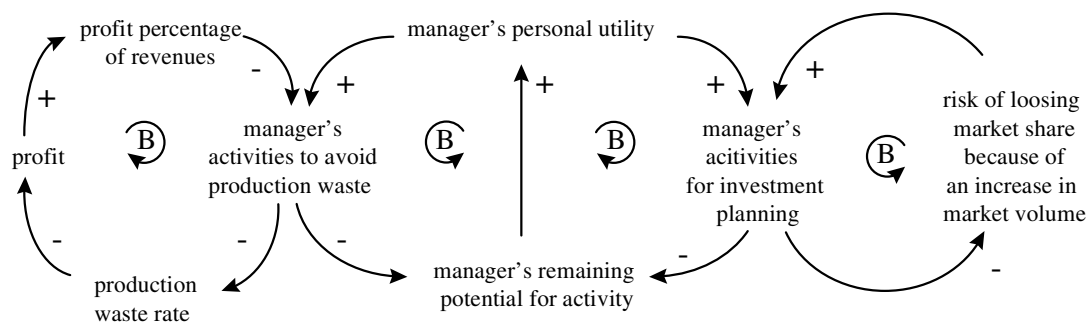 profit percentage
of revenues
manager's personal utility
-
+
+
+
+
+
risk of loosing
market share
because of
an increase in
market volume
profit
B
manager's
activities to avoid
production waste
B
B
manager's
acitivities
for investment
planning
B
-
-
-
-
-
production
waste rate
manager's remaining
potential for activity